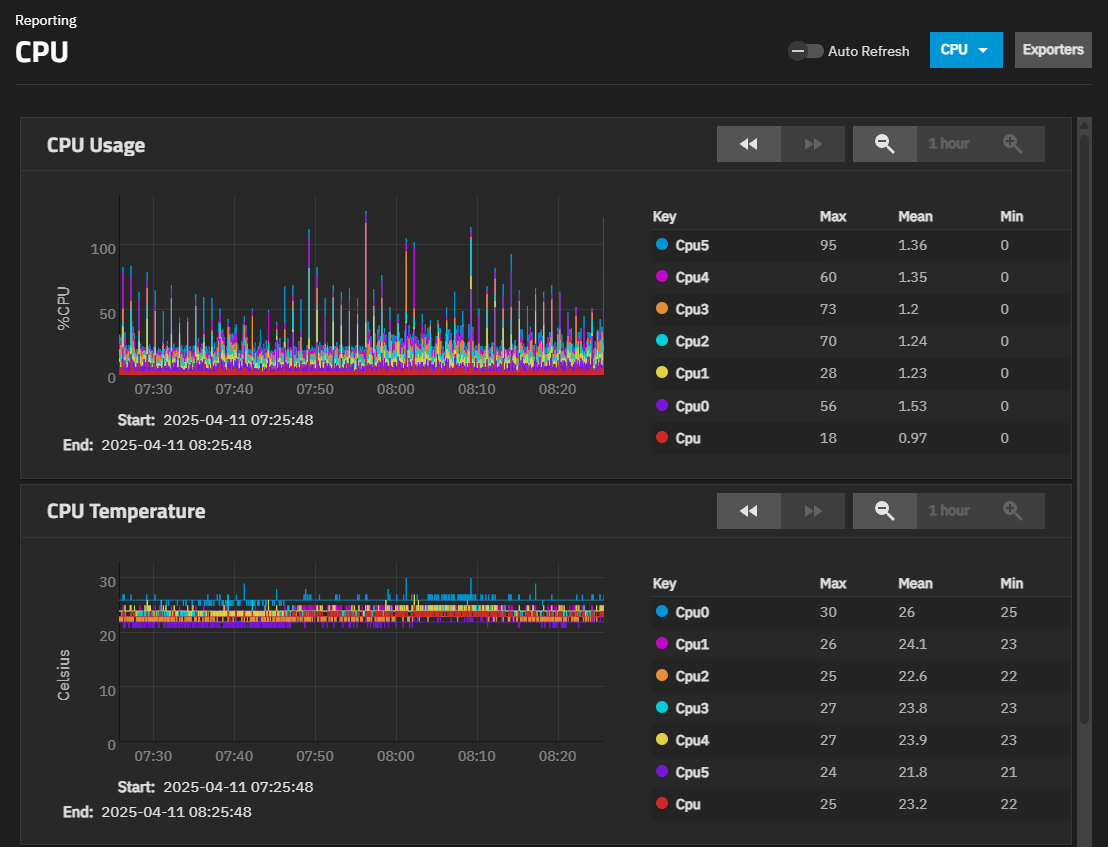 Reporting
CPU
Auto Refresh
CPU
Exporters
CPU Usage
1 hour
%CPU
100
50
0
07:30 07:40 07:50 08:00 08:10 08:20
Start: 2025-04-11 07:25:48
End: 2025-04-11 08:25:48
Key Max Mean Min
Cpu5 95 1.36 0
Cpu4 60 1.35 0
Cpu3 73 1.2 0
Cpu2 70 1.24 0
Cpu1 28 1.23 0
Cpu0 56 1.53 0
Cpu 18 0.97 0
CPU Temperature
1 hour
Celsius
30
20
10
0
07:30 07:40 07:50 08:00 08:10 08:20
Start: 2025-04-11 07:25:48
End: 2025-04-11 08:25:48
Key Max Mean Min
Cpu0 30 26 25
Cpu1 26 24.1 23
Cpu2 25 22.6 22
Cpu3 27 23.8 23
Cpu4 27 23.9 23
Cpu5 24 21.8 21
Cpu 25 23.2 22